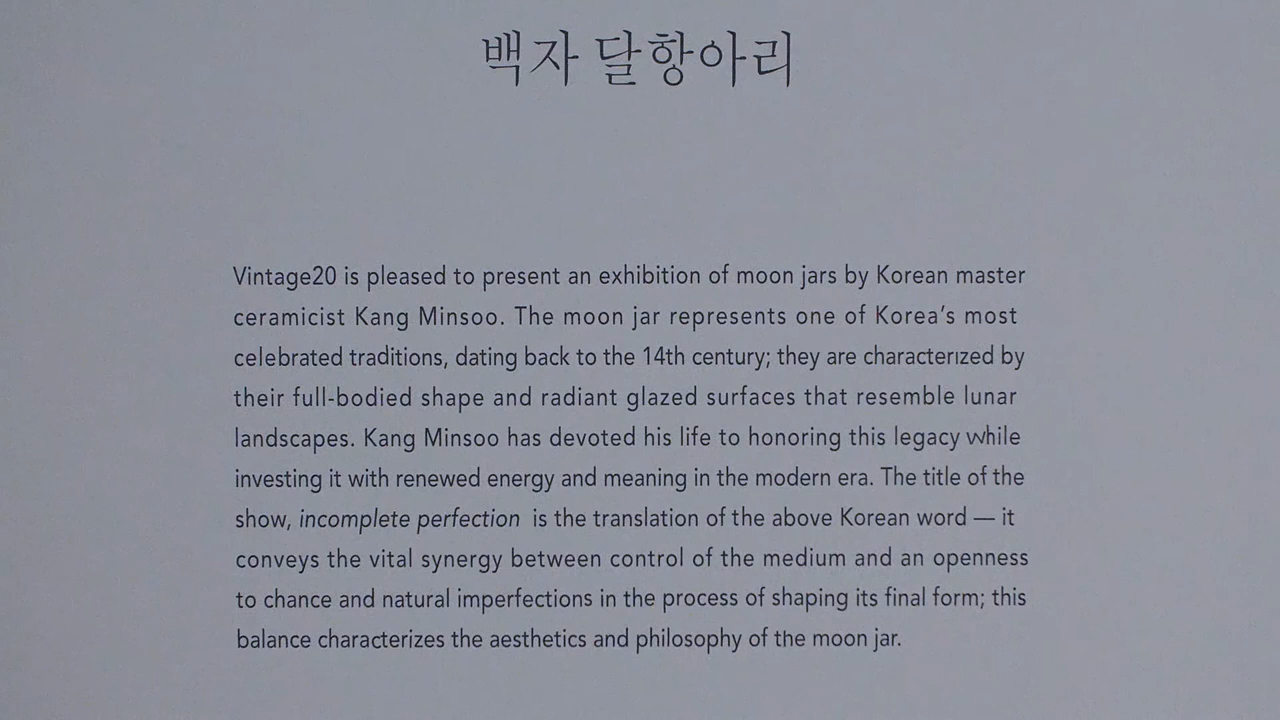 백자 달항아리
Vintage20 is pleased to present an exhibition of moon jars by Korean master
ceramicist Kang Minsoo. The moon jar represents one of Korea's most
celebrated traditions, dating back to the 14th century; they are characterized by
their full-bodied shape and radiant glazed surfaces that resemble lunar
landscapes. Kang Minsoo has devoted his life to honoring this legacy while
investing it with renewed energy and meaning in the modern era. The title of the
show, incomplete perfection is the translation of the above Korean word — it
conveys the vital synergy between control of the medium and an openness
to chance and natural imperfections in the process of shaping its final form; this
balance characterizes the aesthetics and philosophy of the moon jar.